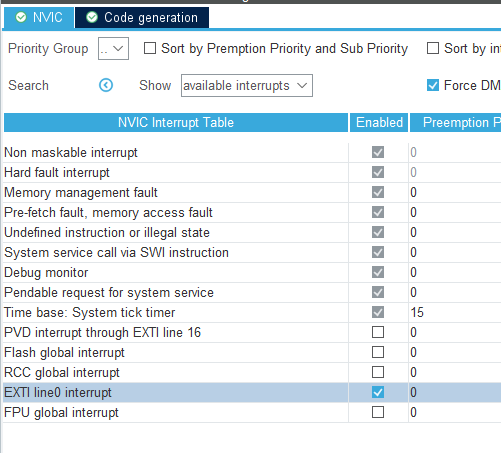 NVIC Code generation
Priority Group .. Sort by Premption Priority and Sub Priority Sort by in
Search Show available interrupts Force DM
NVIC Interrupt Table Enabled Preemption P
Non maskable interrupt 0
Hard fault interrupt 0
Memory management fault 0
Pre-fetch fault, memory access fault 0
Undefined instruction or illegal state 0
System service call via SWI instruction 0
Debug monitor 0
Pendable request for system service 0
Time base: System tick timer 15
PVD interrupt through EXTI line 16 0
Flash global interrupt 0
RCC global interrupt 0
EXTI line0 interrupt 0
FPU global interrupt 0